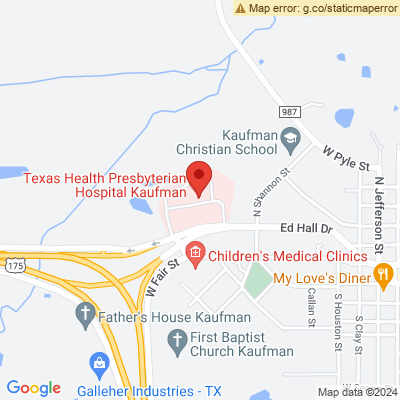 Map error: g.co/staticmaperror
987
Kaufman
Christian School
W Pyle St
Texas Health Presbyterian
Hospital Kaufman
N Shannon St
N Jefferson St
Ed Hall Dr
175
W Fair St
Children's Medical Clinics
My Love's Diner
Callan St
S Houston St
S Clay St
Father's House Kaufman
First Baptist
Church Kaufman
Galleher Industries - TX
Google
Map data ©2024